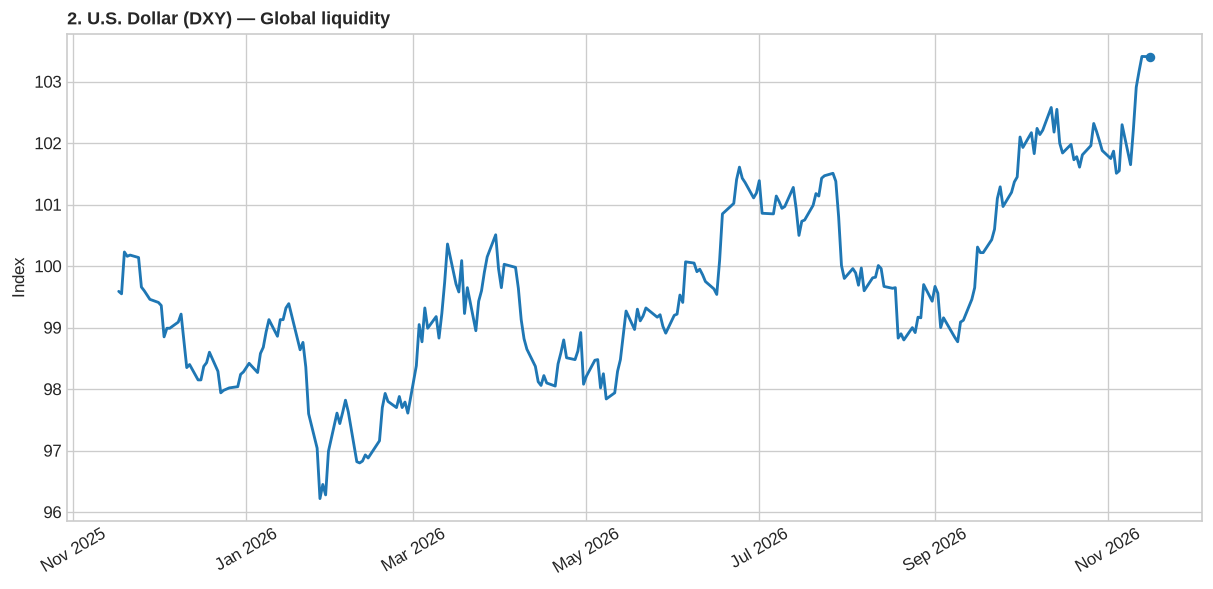 2. U.S. Dollar (DXY) — Global liquidity
103
102
101
100
99
98
97
96
Index
Nov 2025
Jan 2026
Mar 2026
May 2026
Jul 2026
Sep 2026
Nov 2026